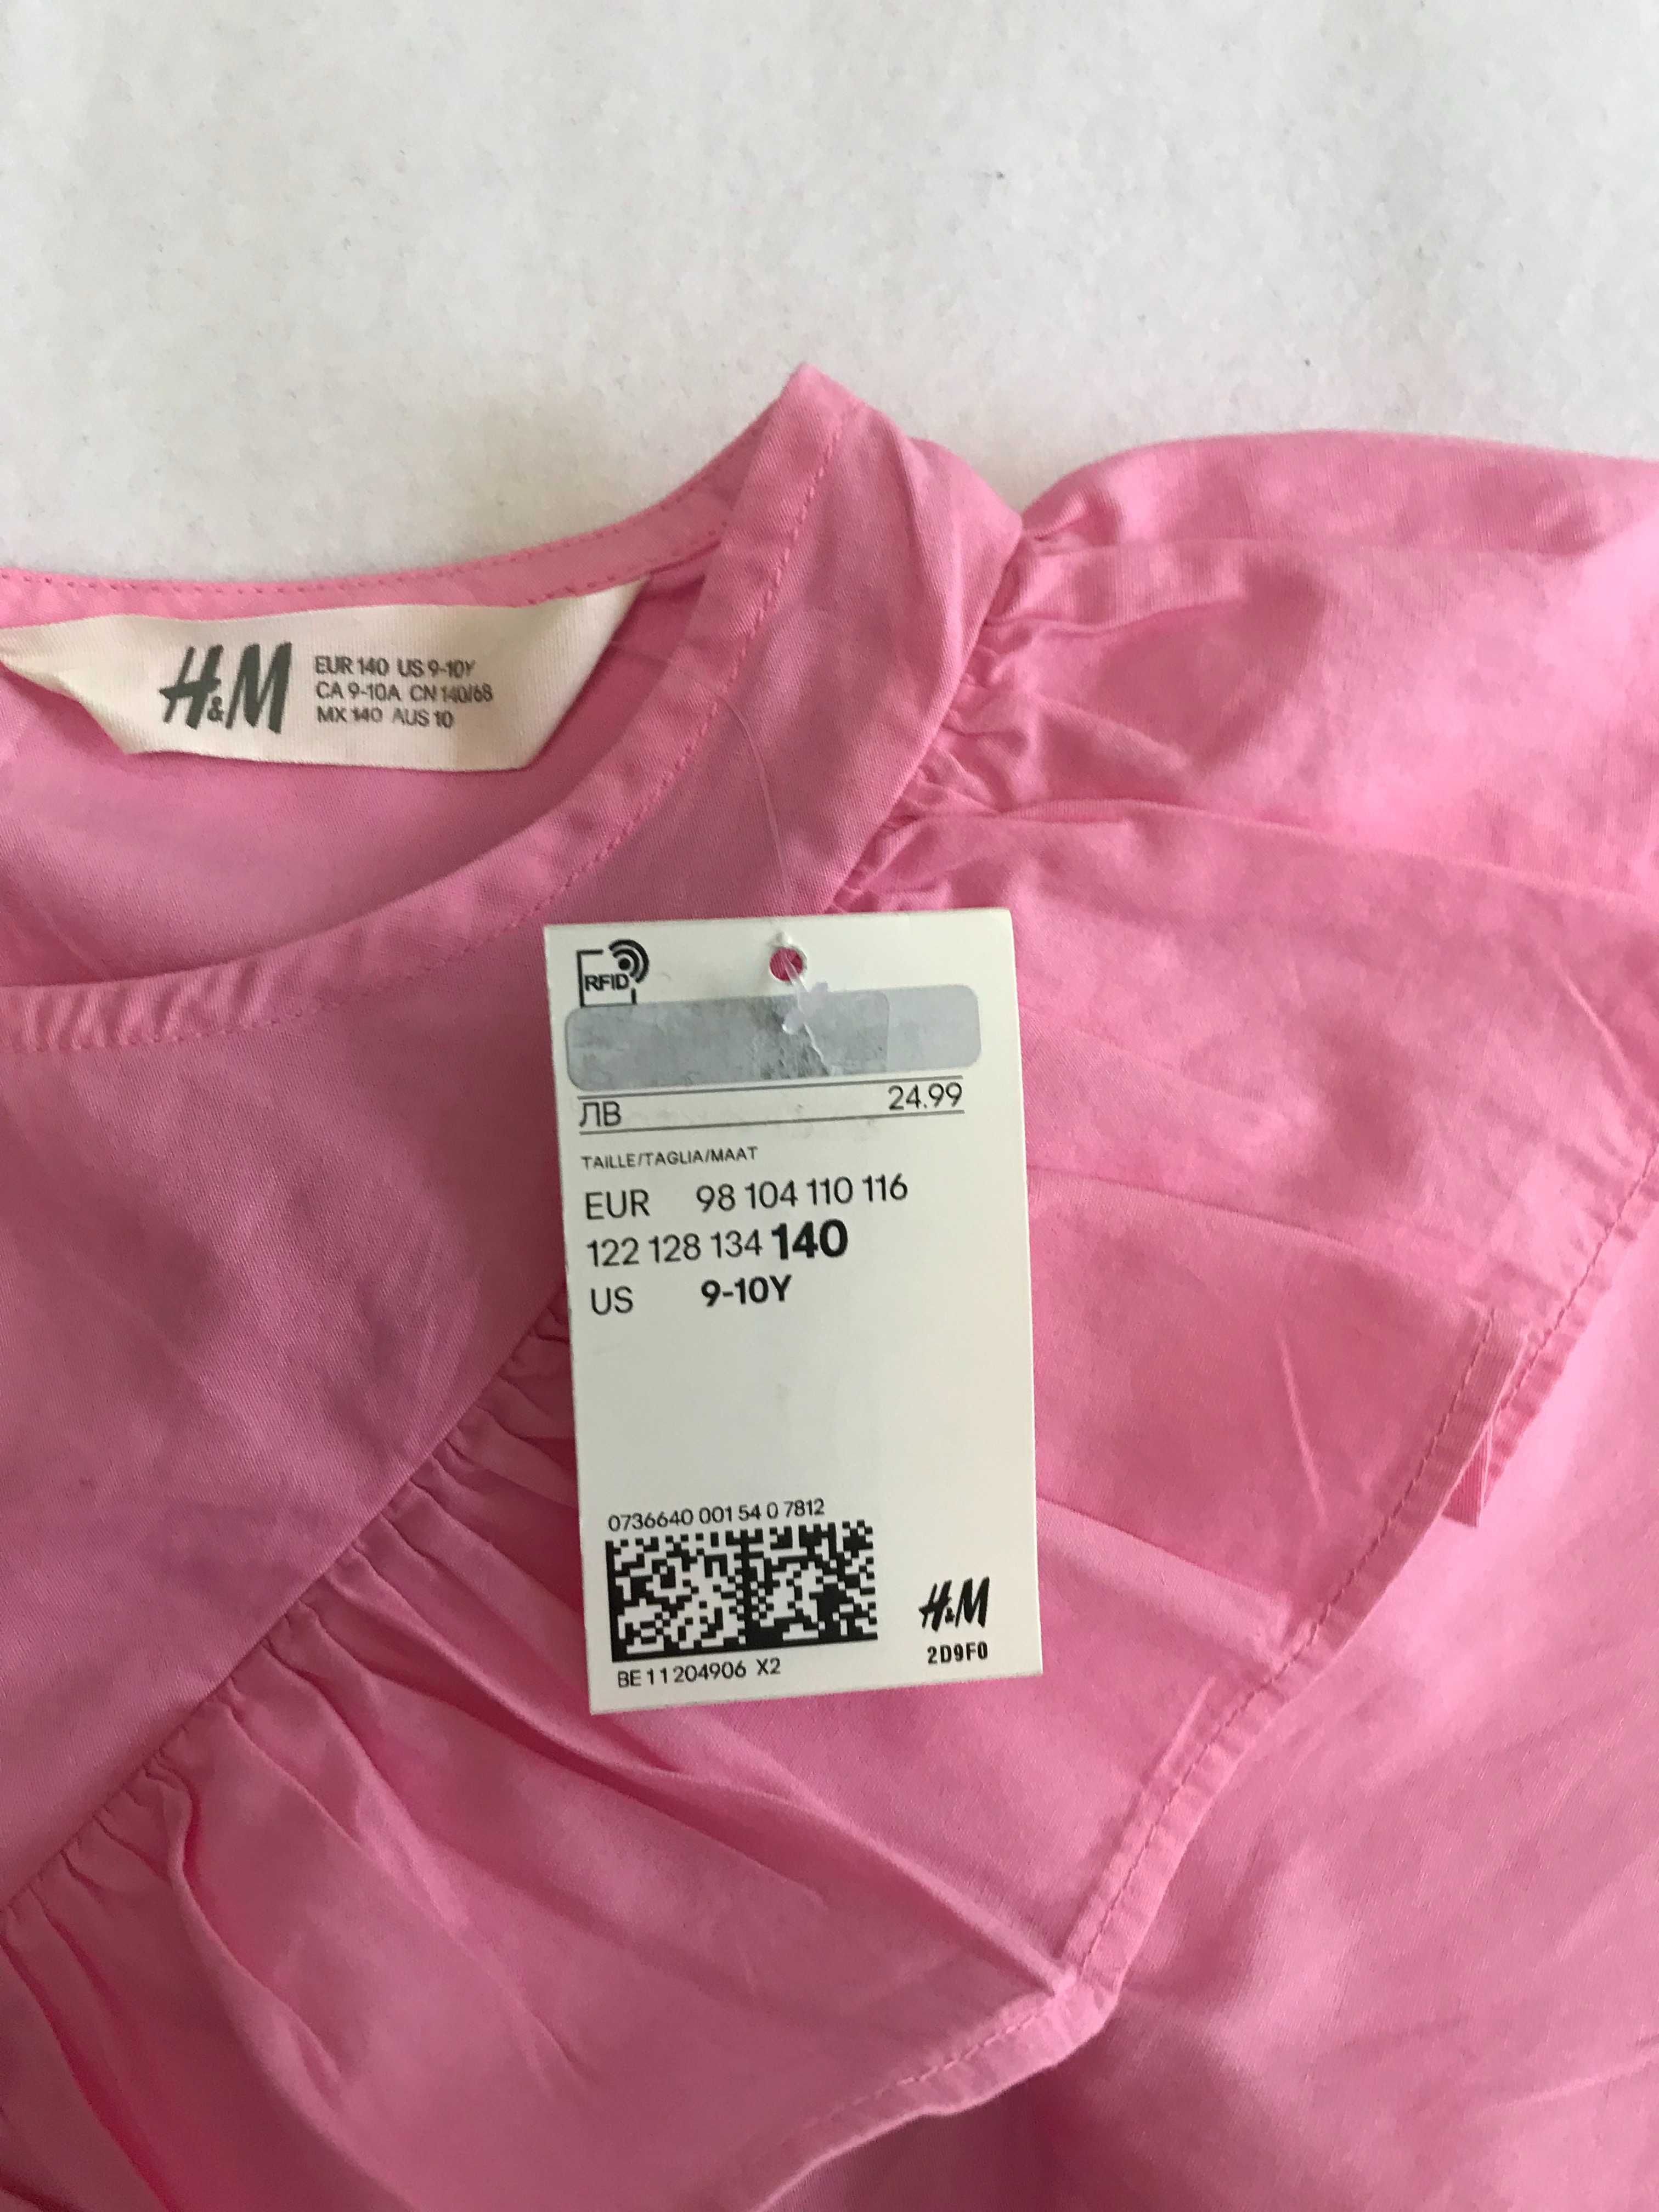 H&M
EUR 140 US 9-10Y
CA 9-10A CN 140/68
MX 140 AUS 10
RFID
ЛВ 24.99
TAILLE/TAGLIA/MAAT
EUR 98 104 110 116
122 128 134 140
US 9-10Y
0736640 001 54 0 7812
H&M
2D9F0
BE 11204906 X2